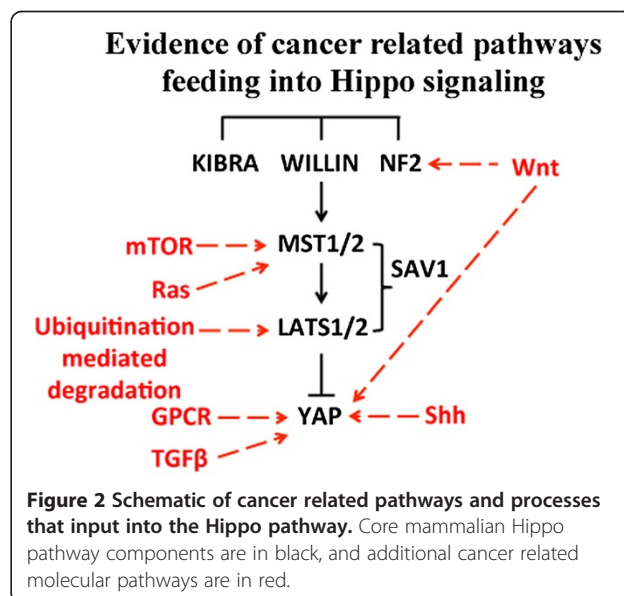 Evidence of cancer related pathways
feeding into Hippo signaling
KIBRA WILLIN NF2 Wnt
mTOR MST1/2
SAV1
Ras
Ubiquitination LATS1/2
mediated
degradation
GPCR YAP Shh
TGFβ
Figure 2 Schematic of cancer related pathways and processes
that input into the Hippo pathway. Core mammalian Hippo
pathway components are in black, and additional cancer related
molecular pathways are in red.